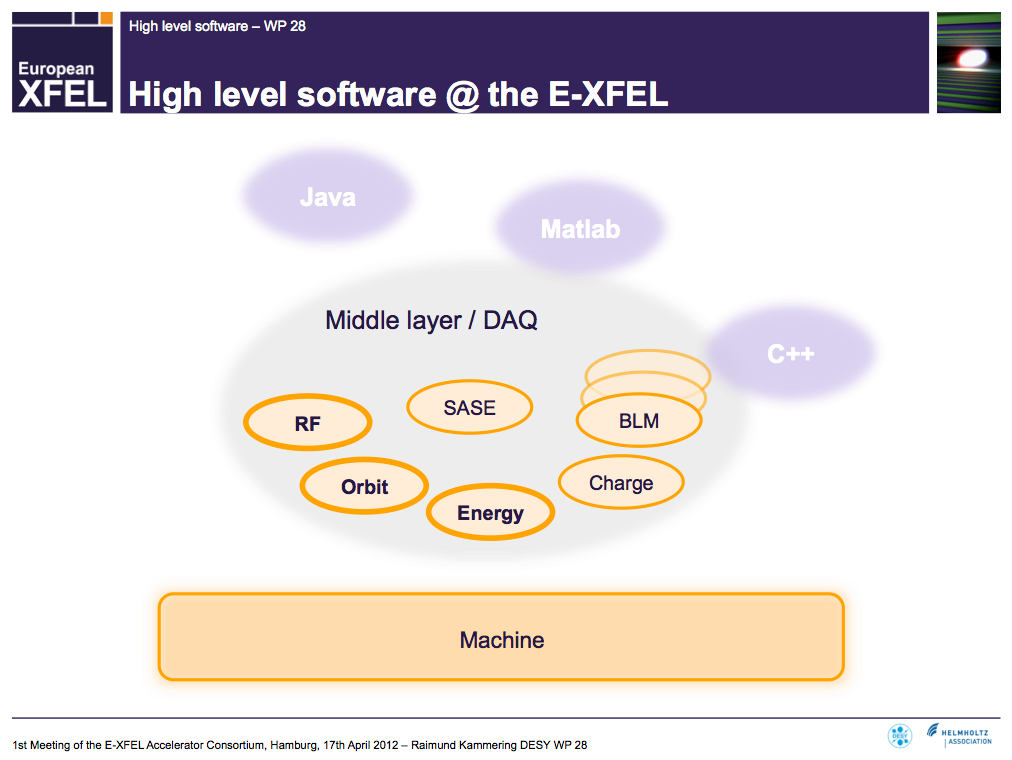 High level software – WP 28
European
XFEL
High level software @ the E-XFEL
Java
Matlab
Middle layer / DAQ
C++
SASE
RF
BLM
Orbit
Charge
Energy
Machine
1st Meeting of the E-XFEL Accelerator Consortium, Hamburg, 17th April 2012 – Raimund Kammering DESY WP 28
DESY
HELMHOLTZ
ASSOCIATION